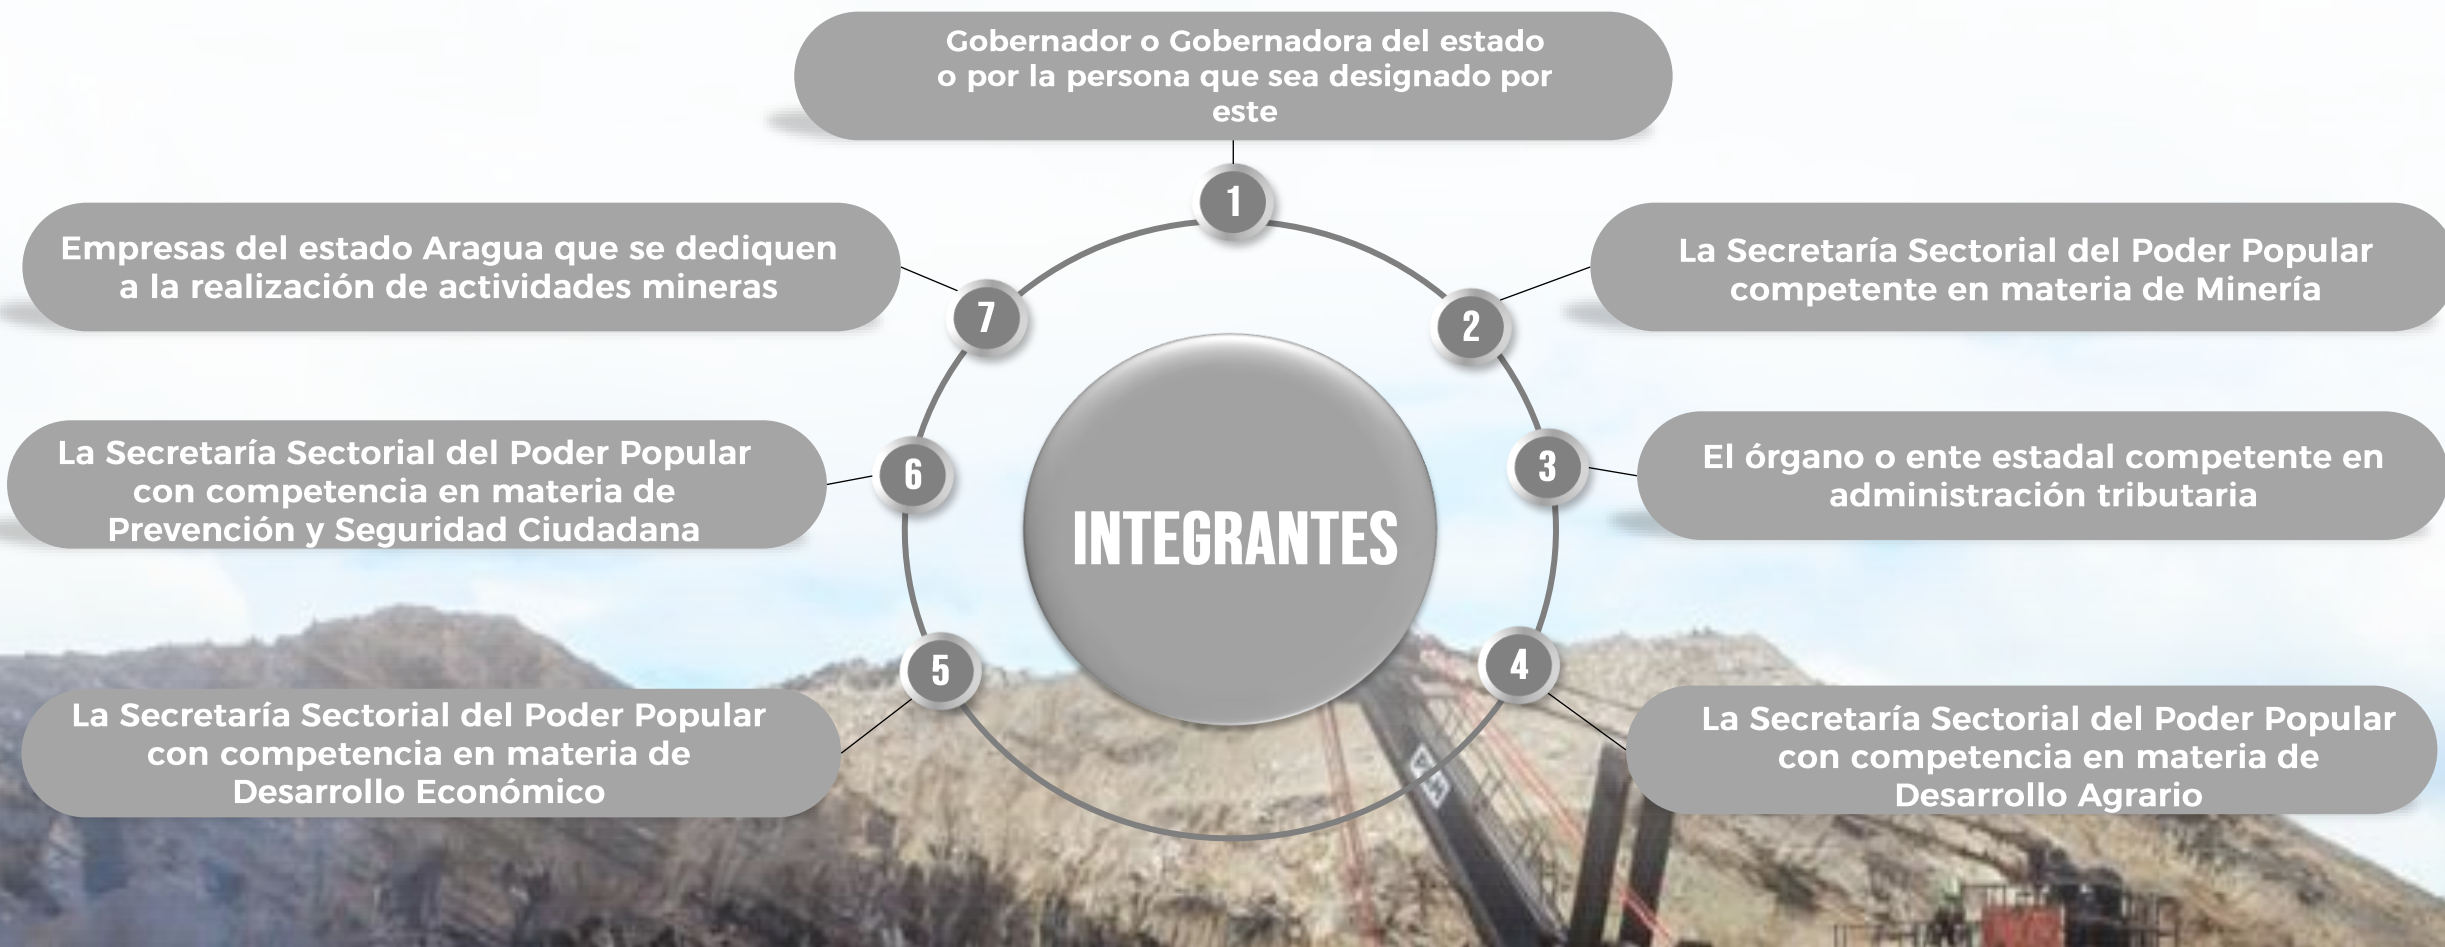 Gobernador o Gobernadora del estado
o por la persona que sea designado por
este
1
La Secretaría Sectorial del Poder Popular
competente en materia de Minería
2
El órgano o ente estadal competente en
administración tributaria
3
La Secretaría Sectorial del Poder Popular
con competencia en materia de
Desarrollo Agrario
4
La Secretaría Sectorial del Poder Popular
con competencia en materia de
Desarrollo Económico
5
La Secretaría Sectorial del Poder Popular
con competencia en materia de
Prevención y Seguridad Ciudadana
6
Empresas del estado Aragua que se dediquen
a la realización de actividades mineras
7
INTEGRANTES